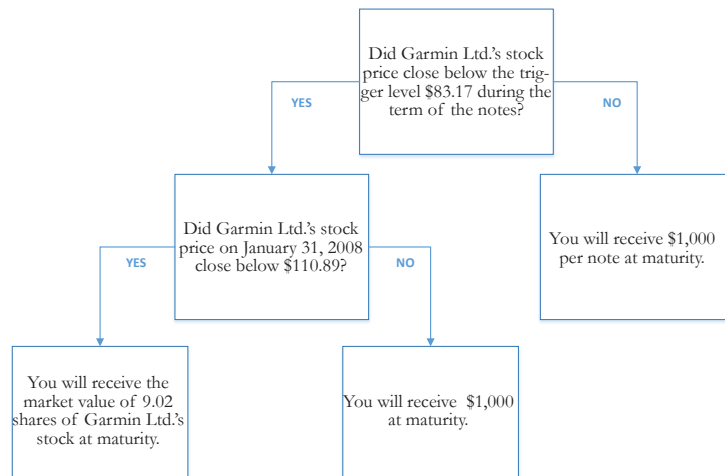 Did Garmin Ltd.'s stock
price close below the trig-
ger level $83.17 during the
term of the notes?
YES
NO
Did Garmin Ltd.'s stock
price on January 31, 2008
close below $110.89?
You will receive $1,000
per note at maturity.
YES
NO
You will receive the
market value of 9.02
shares of Garmin Ltd.'s
stock at maturity.
You will receive $1,000
at maturity.